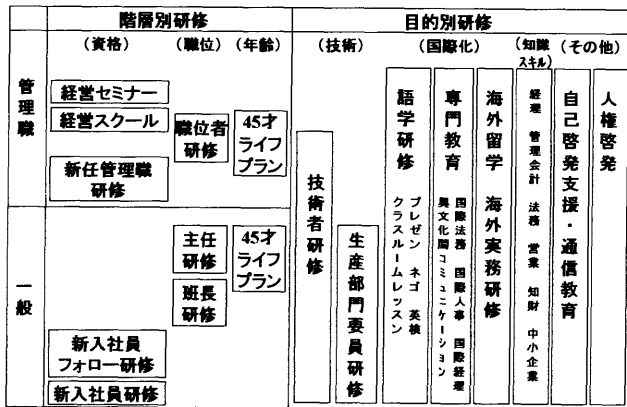 階層別研修
目的別研修
(資格)
(職位)
(年齢)
(技術)
(国際化)
(知識
スキル)
(その他)
管理職
経営セミナー
経営スクール
新任管理職
研修
職位者
研修
45才
ライフ
プラン
一般
主任
研修
班長
研修
45才
ライフ
プラン
新入社員
フォロー研修
新入社員研修
技術者研修
生産部門要員研修
語学研修
プレゼン ネゴ 英検
クラスルームレッスン
専門教育
国際法務 国際人事 国際経理
異文化間コミュニケーション
海外留学 海外実務研修
経理 管理会計 法務 営業 知財 中小企業
自己啓発支援・通信教育
人権啓発